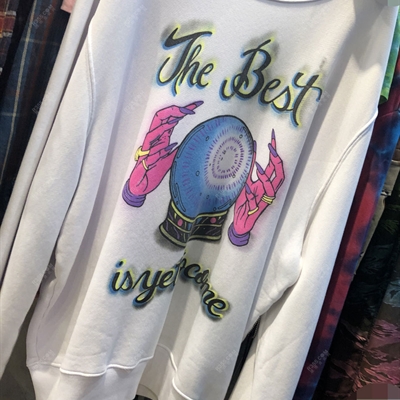 The Best
is yet to come